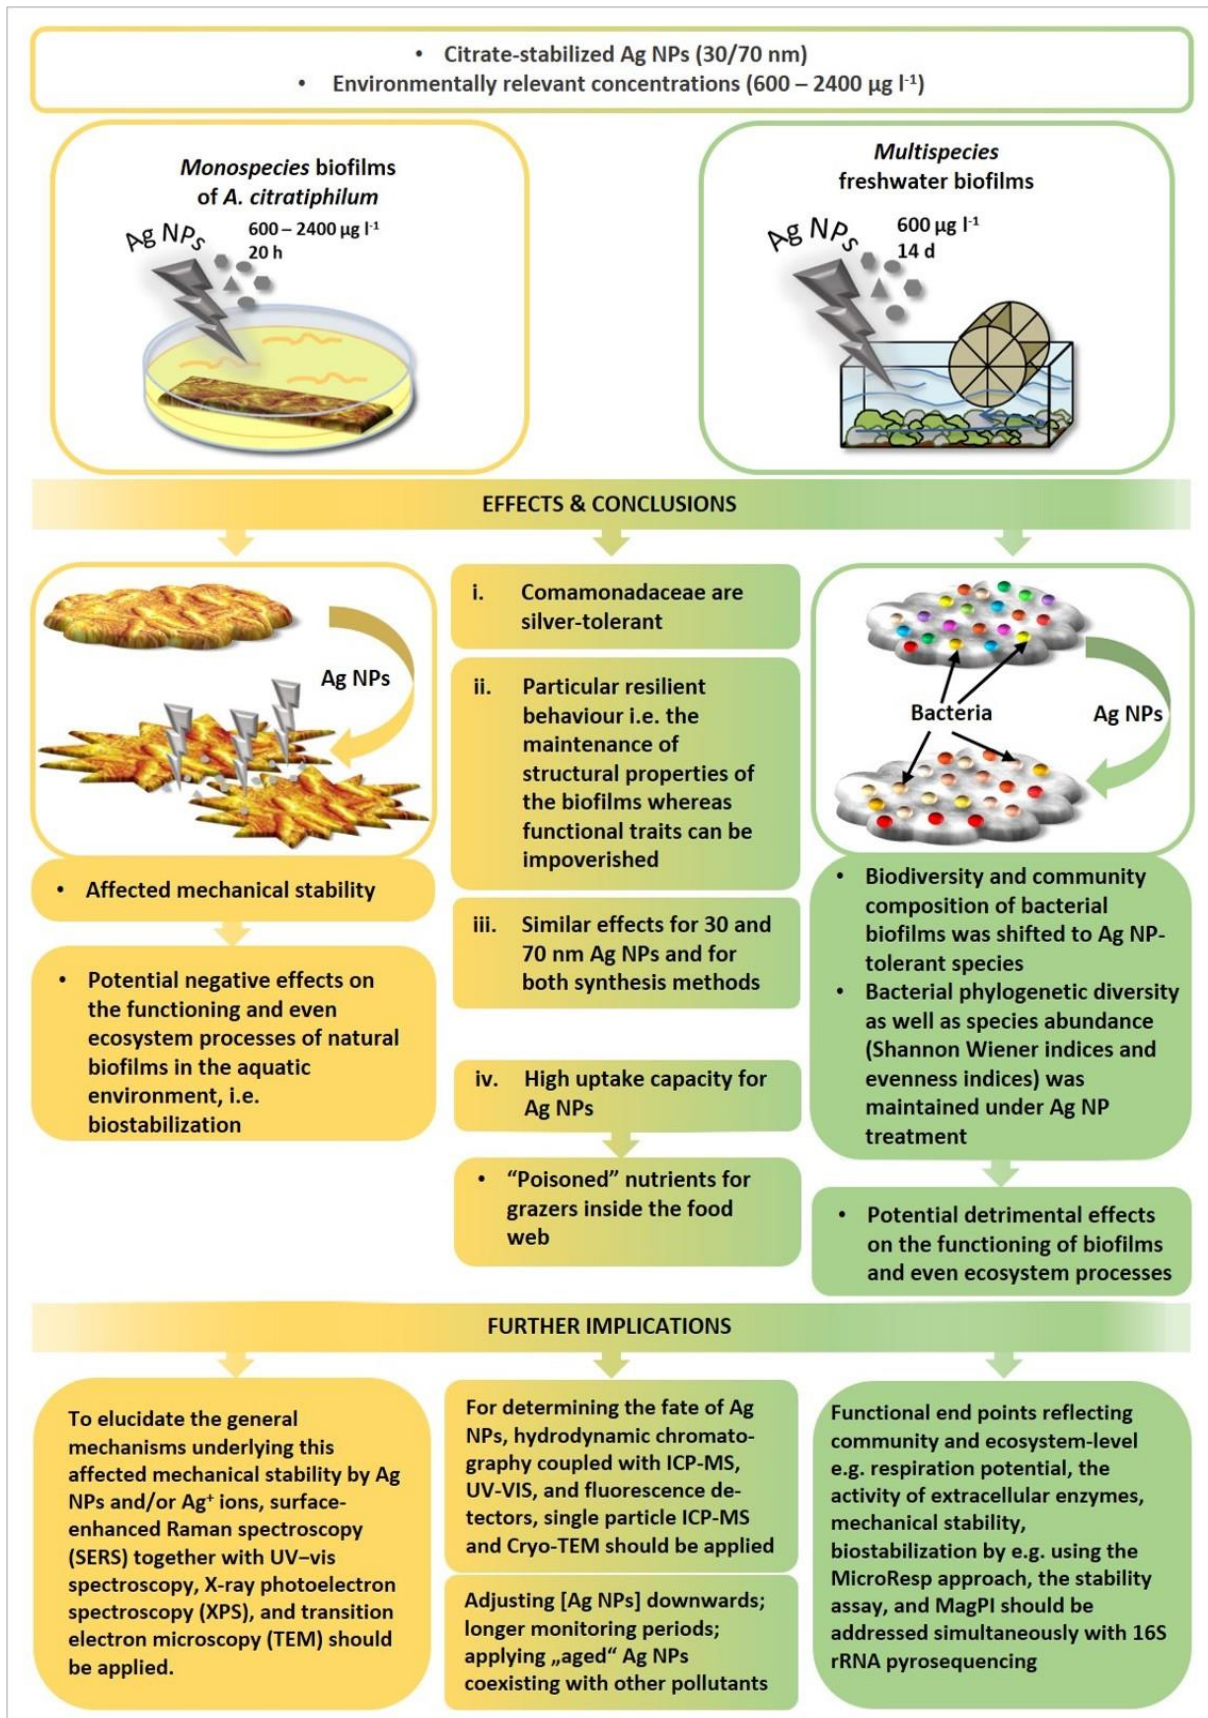 • Citrate-stabilized Ag NPs (30/70 nm)
• Environmentally relevant concentrations (600 – 2400 µg l⁻¹)
Monospecies biofilms
of A. citratiphilum
Ag NPs
600 – 2400 µg l⁻¹
20 h
Multispecies
freshwater biofilms
Ag NPs
600 µg l⁻¹
14 d
EFFECTS & CONCLUSIONS
Ag NPs
• Affected mechanical stability
• Potential negative effects on
the functioning and even
ecosystem processes of natural
biofilms in the aquatic
environment, i.e.
biostabilization
i. Comamonadaceae are
silver-tolerant
ii. Particular resilient
behaviour i.e. the
maintenance of
structural properties of
the biofilms whereas
functional traits can be
impoverished
iii. Similar effects for 30 and
70 nm Ag NPs and for
both synthesis methods
iv. High uptake capacity for
Ag NPs
• “Poisoned” nutrients for
grazers inside the food
web
Bacteria
Ag NPs
• Biodiversity and community
composition of bacterial
biofilms was shifted to Ag NP-
tolerant species
• Bacterial phylogenetic diversity
as well as species abundance
(Shannon Wiener indices and
evenness indices) was
maintained under Ag NP
treatment
• Potential detrimental effects
on the functioning of biofilms
and even ecosystem processes
FURTHER IMPLICATIONS
To elucidate the general
mechanisms underlying this
affected mechanical stability by Ag
NPs and/or Ag⁺ ions, surface-
enhanced Raman spectroscopy
(SERS) together with UV–vis
spectroscopy, X-ray photoelectron
spectroscopy (XPS), and transition
electron microscopy (TEM) should
be applied.
For determining the fate of Ag
NPs, hydrodynamic chromato-
graphy coupled with ICP-MS,
UV-VIS, and fluorescence de-
tectors, single particle ICP-MS
and Cryo-TEM should be applied
Adjusting [Ag NPs] downwards;
longer monitoring periods;
applying „aged“ Ag NPs
coexisting with other pollutants
Functional end points reflecting
community and ecosystem-level
e.g. respiration potential, the
activity of extracellular enzymes,
mechanical stability,
biostabilization by e.g. using the
MicroResp approach, the stability
assay, and MagPI should be
addressed simultaneously with 16S
rRNA pyrosequencing